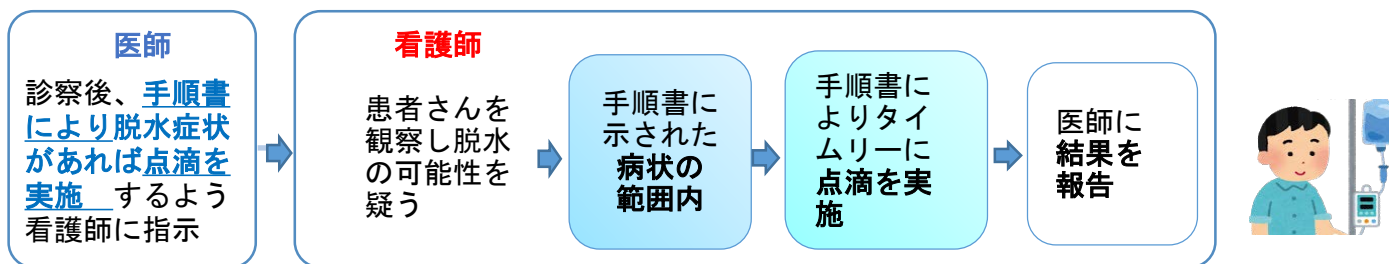 医師
診察後、手順書
により脱水症状
があれば点滴を
実施　するよう
看護師に指示
看護師
患者さんを
観察し脱水
の可能性を
疑う
手順書に
示された
病状の
範囲内
手順書に
よりタイ
ムリーに
点滴を実
施
医師に
結果を
報告